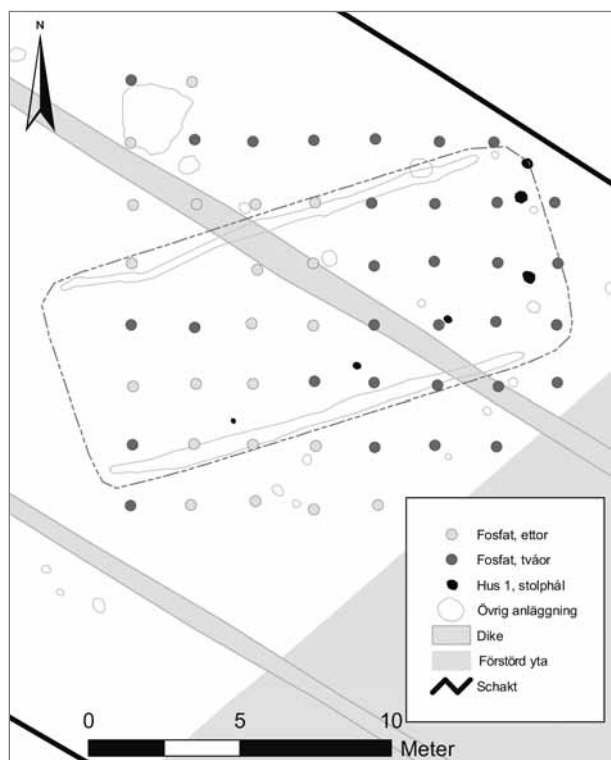 N
Fosfat, ettor
Fosfat, tvåor
Hus 1, stolphål
Övrig anläggning
Dike
Förstörd yta
Schakt
0 5 10
Meter